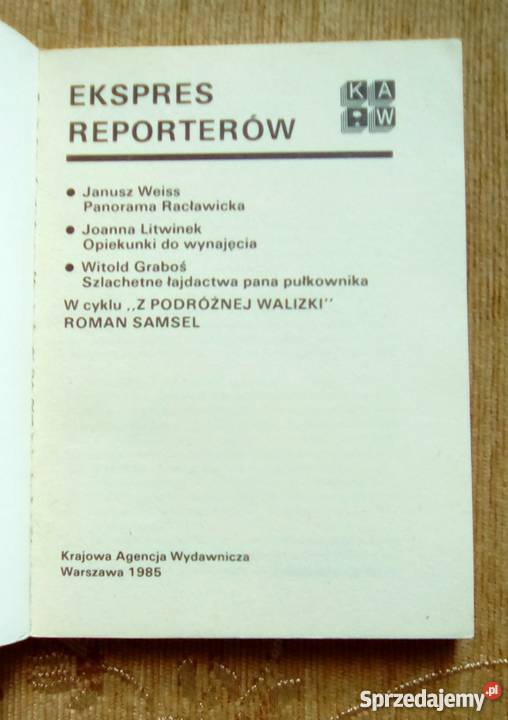 EKSPRES
REPORTERÓW
K A
W
● Janusz Weiss
Panorama Racławicka
● Joanna Litwinek
Opiekunki do wynajęcia
● Witold Graboś
Szlachetne łajdactwa pana pułkownika
W cyklu „Z PODRÓŻNEJ WALIZKI"
ROMAN SAMSEL
Krajowa Agencja Wydawnicza
Warszawa 1985
Sprzedajemy.pl